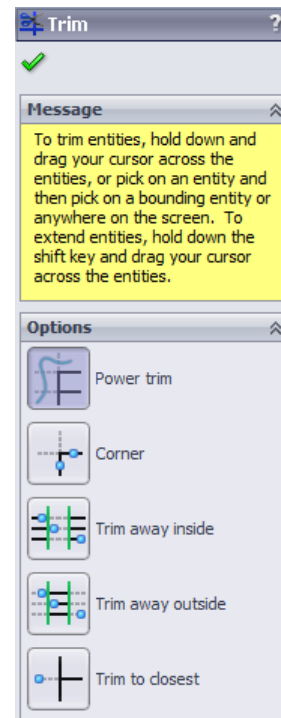 Trim
?
Message
To trim entities, hold down and
drag your cursor across the
entities, or pick on an entity and
then pick on a bounding entity or
anywhere on the screen.  To
extend entities, hold down the
shift key and drag your cursor
across the entities.
Options
Power trim
Corner
Trim away inside
Trim away outside
Trim to closest